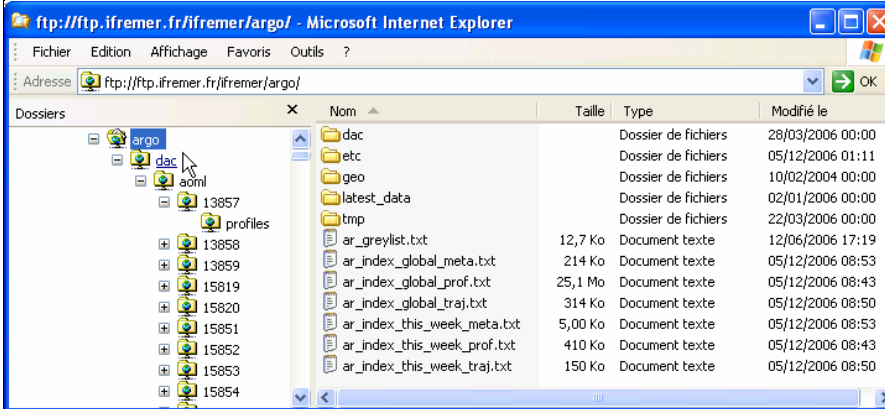 ftp://ftp.ifremer.fr/ifremer/argo/ - Microsoft Internet Explorer
Fichier Edition Affichage Favoris Outils ?
Adresse ftp://ftp.ifremer.fr/ifremer/argo/ OK
Dossiers × Nom Taille Type Modifié le
argo dac Dossier de fichiers 28/03/2006 00:00
dac etc Dossier de fichiers 05/12/2006 01:11
aoml geo Dossier de fichiers 10/02/2004 00:00
13857 latest_data Dossier de fichiers 02/01/2006 00:00
profiles tmp Dossier de fichiers 22/03/2006 00:00
13858 ar_greylist.txt 12,7 Ko Document texte 12/06/2006 17:19
13859 ar_index_global_meta.txt 214 Ko Document texte 05/12/2006 08:53
15819 ar_index_global_prof.txt 25,1 Mo Document texte 05/12/2006 08:43
15820 ar_index_global_traj.txt 314 Ko Document texte 05/12/2006 08:50
15851 ar_index_this_week_meta.txt 5,00 Ko Document texte 05/12/2006 08:53
15852 ar_index_this_week_prof.txt 410 Ko Document texte 05/12/2006 08:43
15853 ar_index_this_week_traj.txt 150 Ko Document texte 05/12/2006 08:50
15854